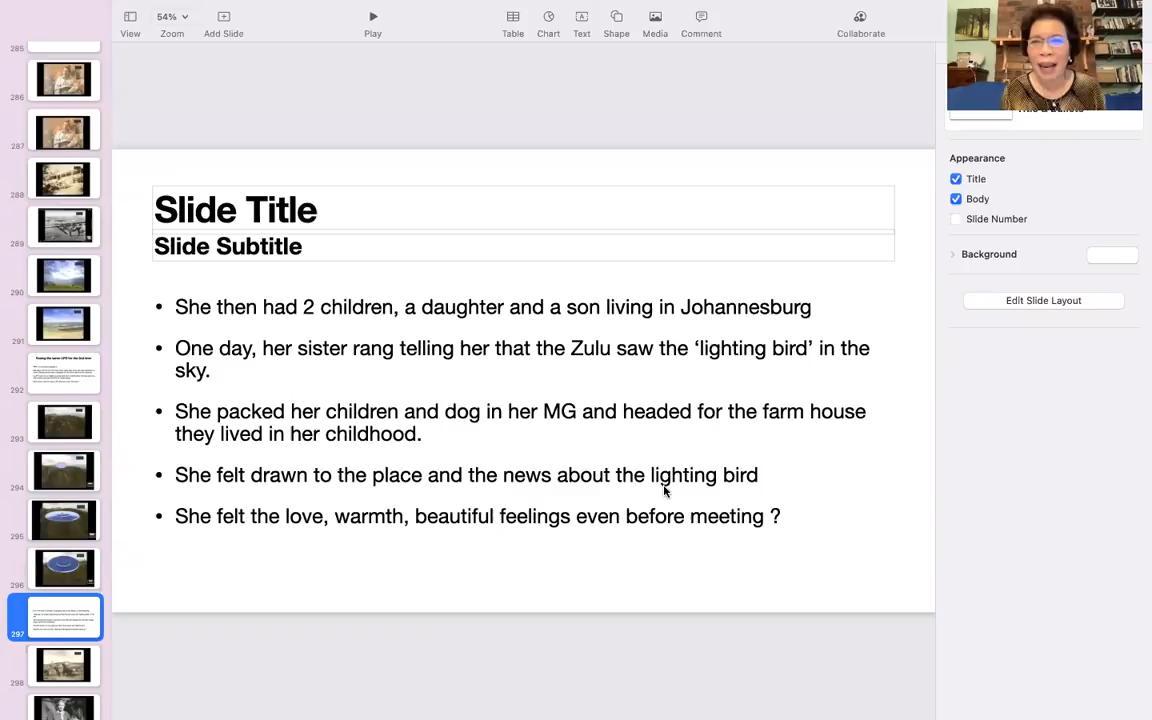 54%
View
Zoom
Add Slide
Play
Table
Chart
Text
Shape
Media
Comment
Collaborate
285
286
287
288
289
290
291
292
293
294
295
296
297
298
Slide Title
Slide Subtitle
• She then had 2 children, a daughter and a son living in Johannesburg
• One day, her sister rang telling her that the Zulu saw the ‘lighting bird’ in the
sky.
• She packed her children and dog in her MG and headed for the farm house
they lived in her childhood.
• She felt drawn to the place and the news about the lighting bird
• She felt the love, warmth, beautiful feelings even before meeting ?
Appearance
Title
Body
Slide Number
Background
Edit Slide Layout